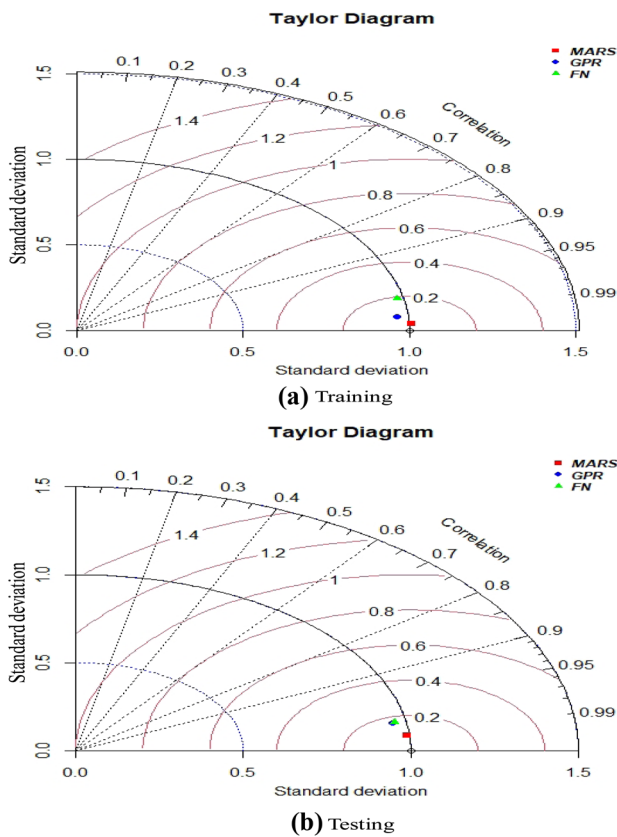 Taylor Diagram
MARS
GPR
FN
0.1 0.2 0.3 0.4 0.5 0.6 0.7 0.8 0.9 0.95 0.99
Correlation
1.4 1.2 1 0.8 0.6 0.4 0.2
Standard deviation
1.5
1.0
0.5
0.0
0.0 0.5 1.0 1.5
Standard deviation
(a) Training
Taylor Diagram
MARS
GPR
FN
0.1 0.2 0.3 0.4 0.5 0.6 0.7 0.8 0.9 0.95 0.99
Correlation
1.4 1.2 1 0.8 0.6 0.4 0.2
Standard deviation
1.5
1.0
0.5
0.0
0.0 0.5 1.0 1.5
Standard deviation
(b) Testing